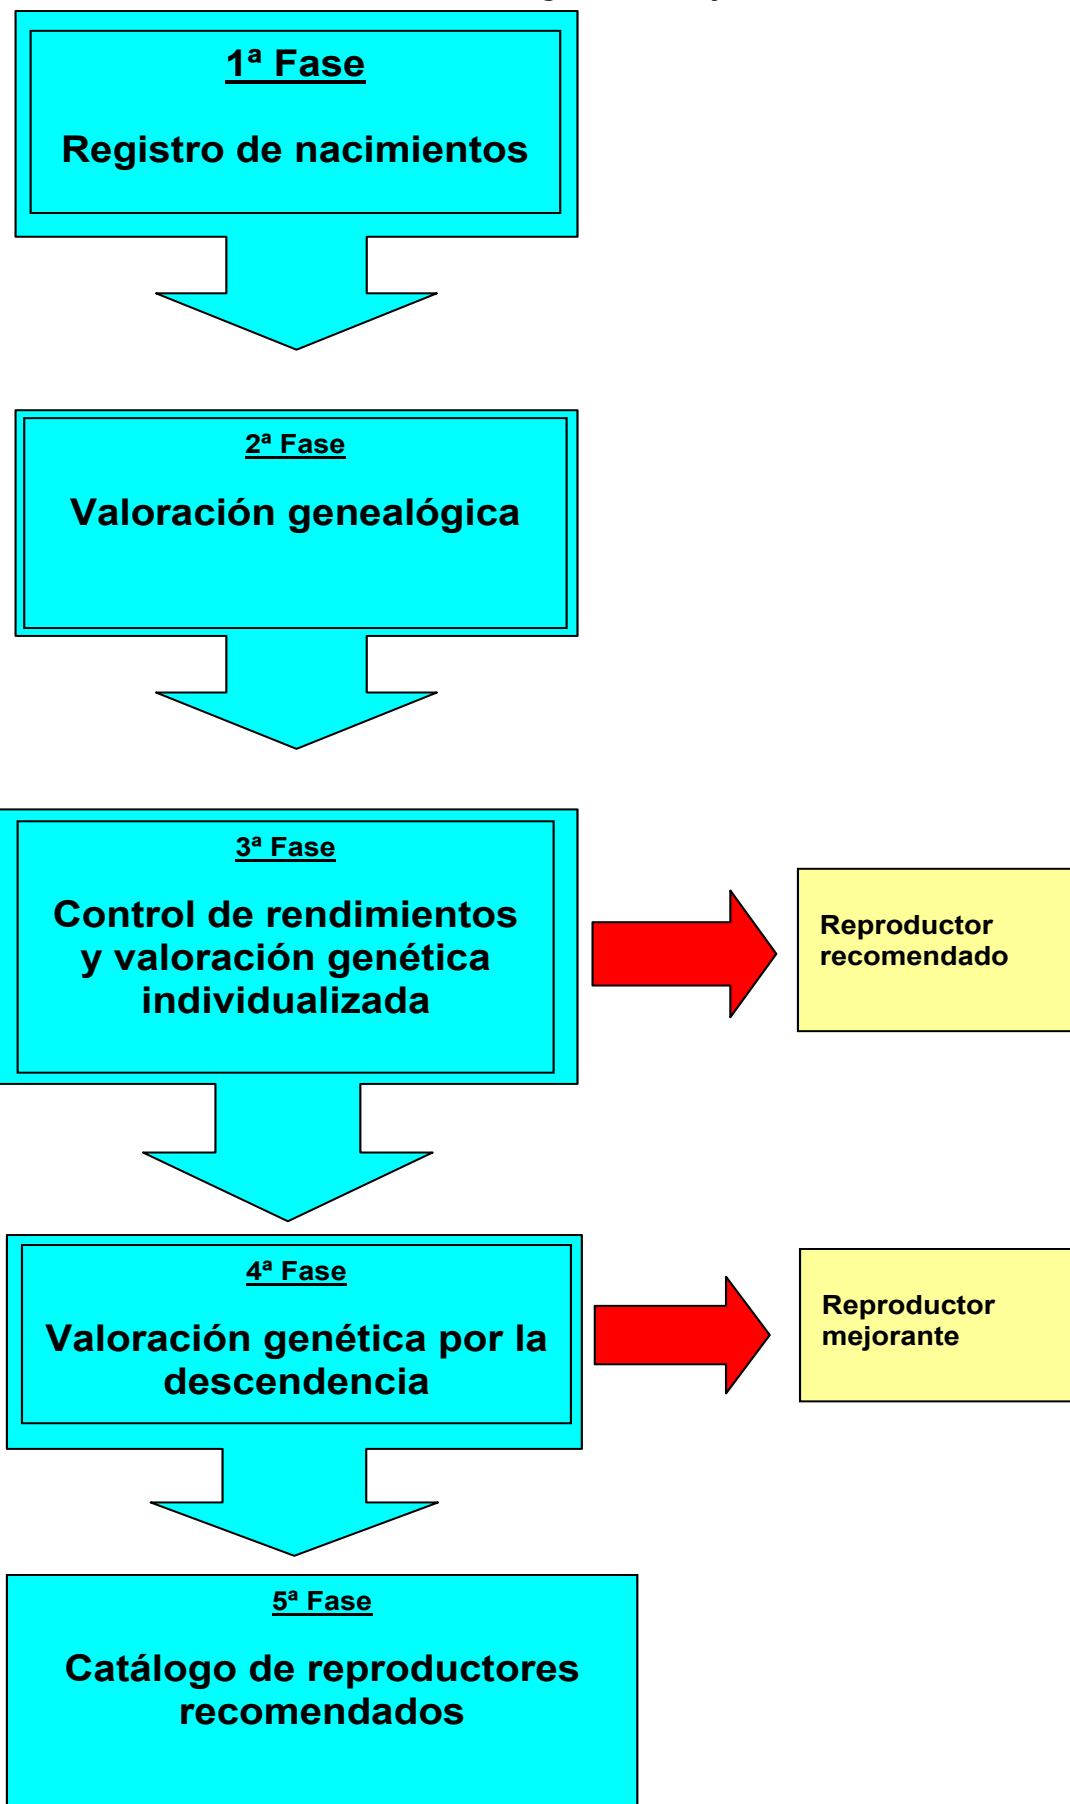 1ª Fase
Registro de nacimientos
2ª Fase
Valoración genealógica
3ª Fase
Control de rendimientos
y valoración genética
individualizada
Reproductor
recomendado
4ª Fase
Valoración genética por la
descendencia
Reproductor
mejorante
5ª Fase
Catálogo de reproductores
recomendados